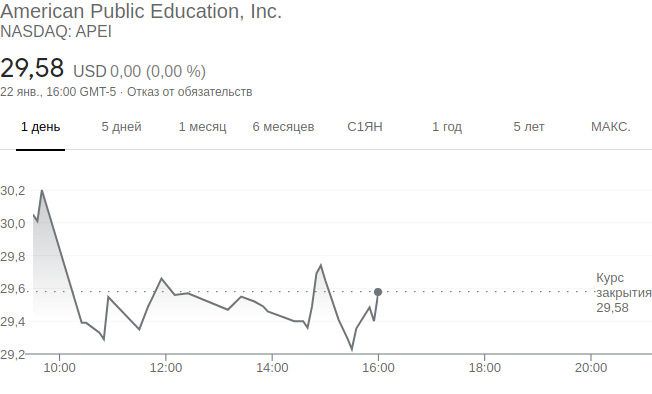 American Public Education, Inc.
NASDAQ: APEI
29,58 USD 0,00 (0,00 %)
22 янв., 16:00 GMT-5 · Отказ от обязательств
1 день 5 дней 1 месяц 6 месяцев С1ЯН 1 год 5 лет МАКС.
30,2
30,0
29,8
29,6
29,4
29,2
Курс
закрытия
29,58
10:00 12:00 14:00 16:00 18:00 20:00